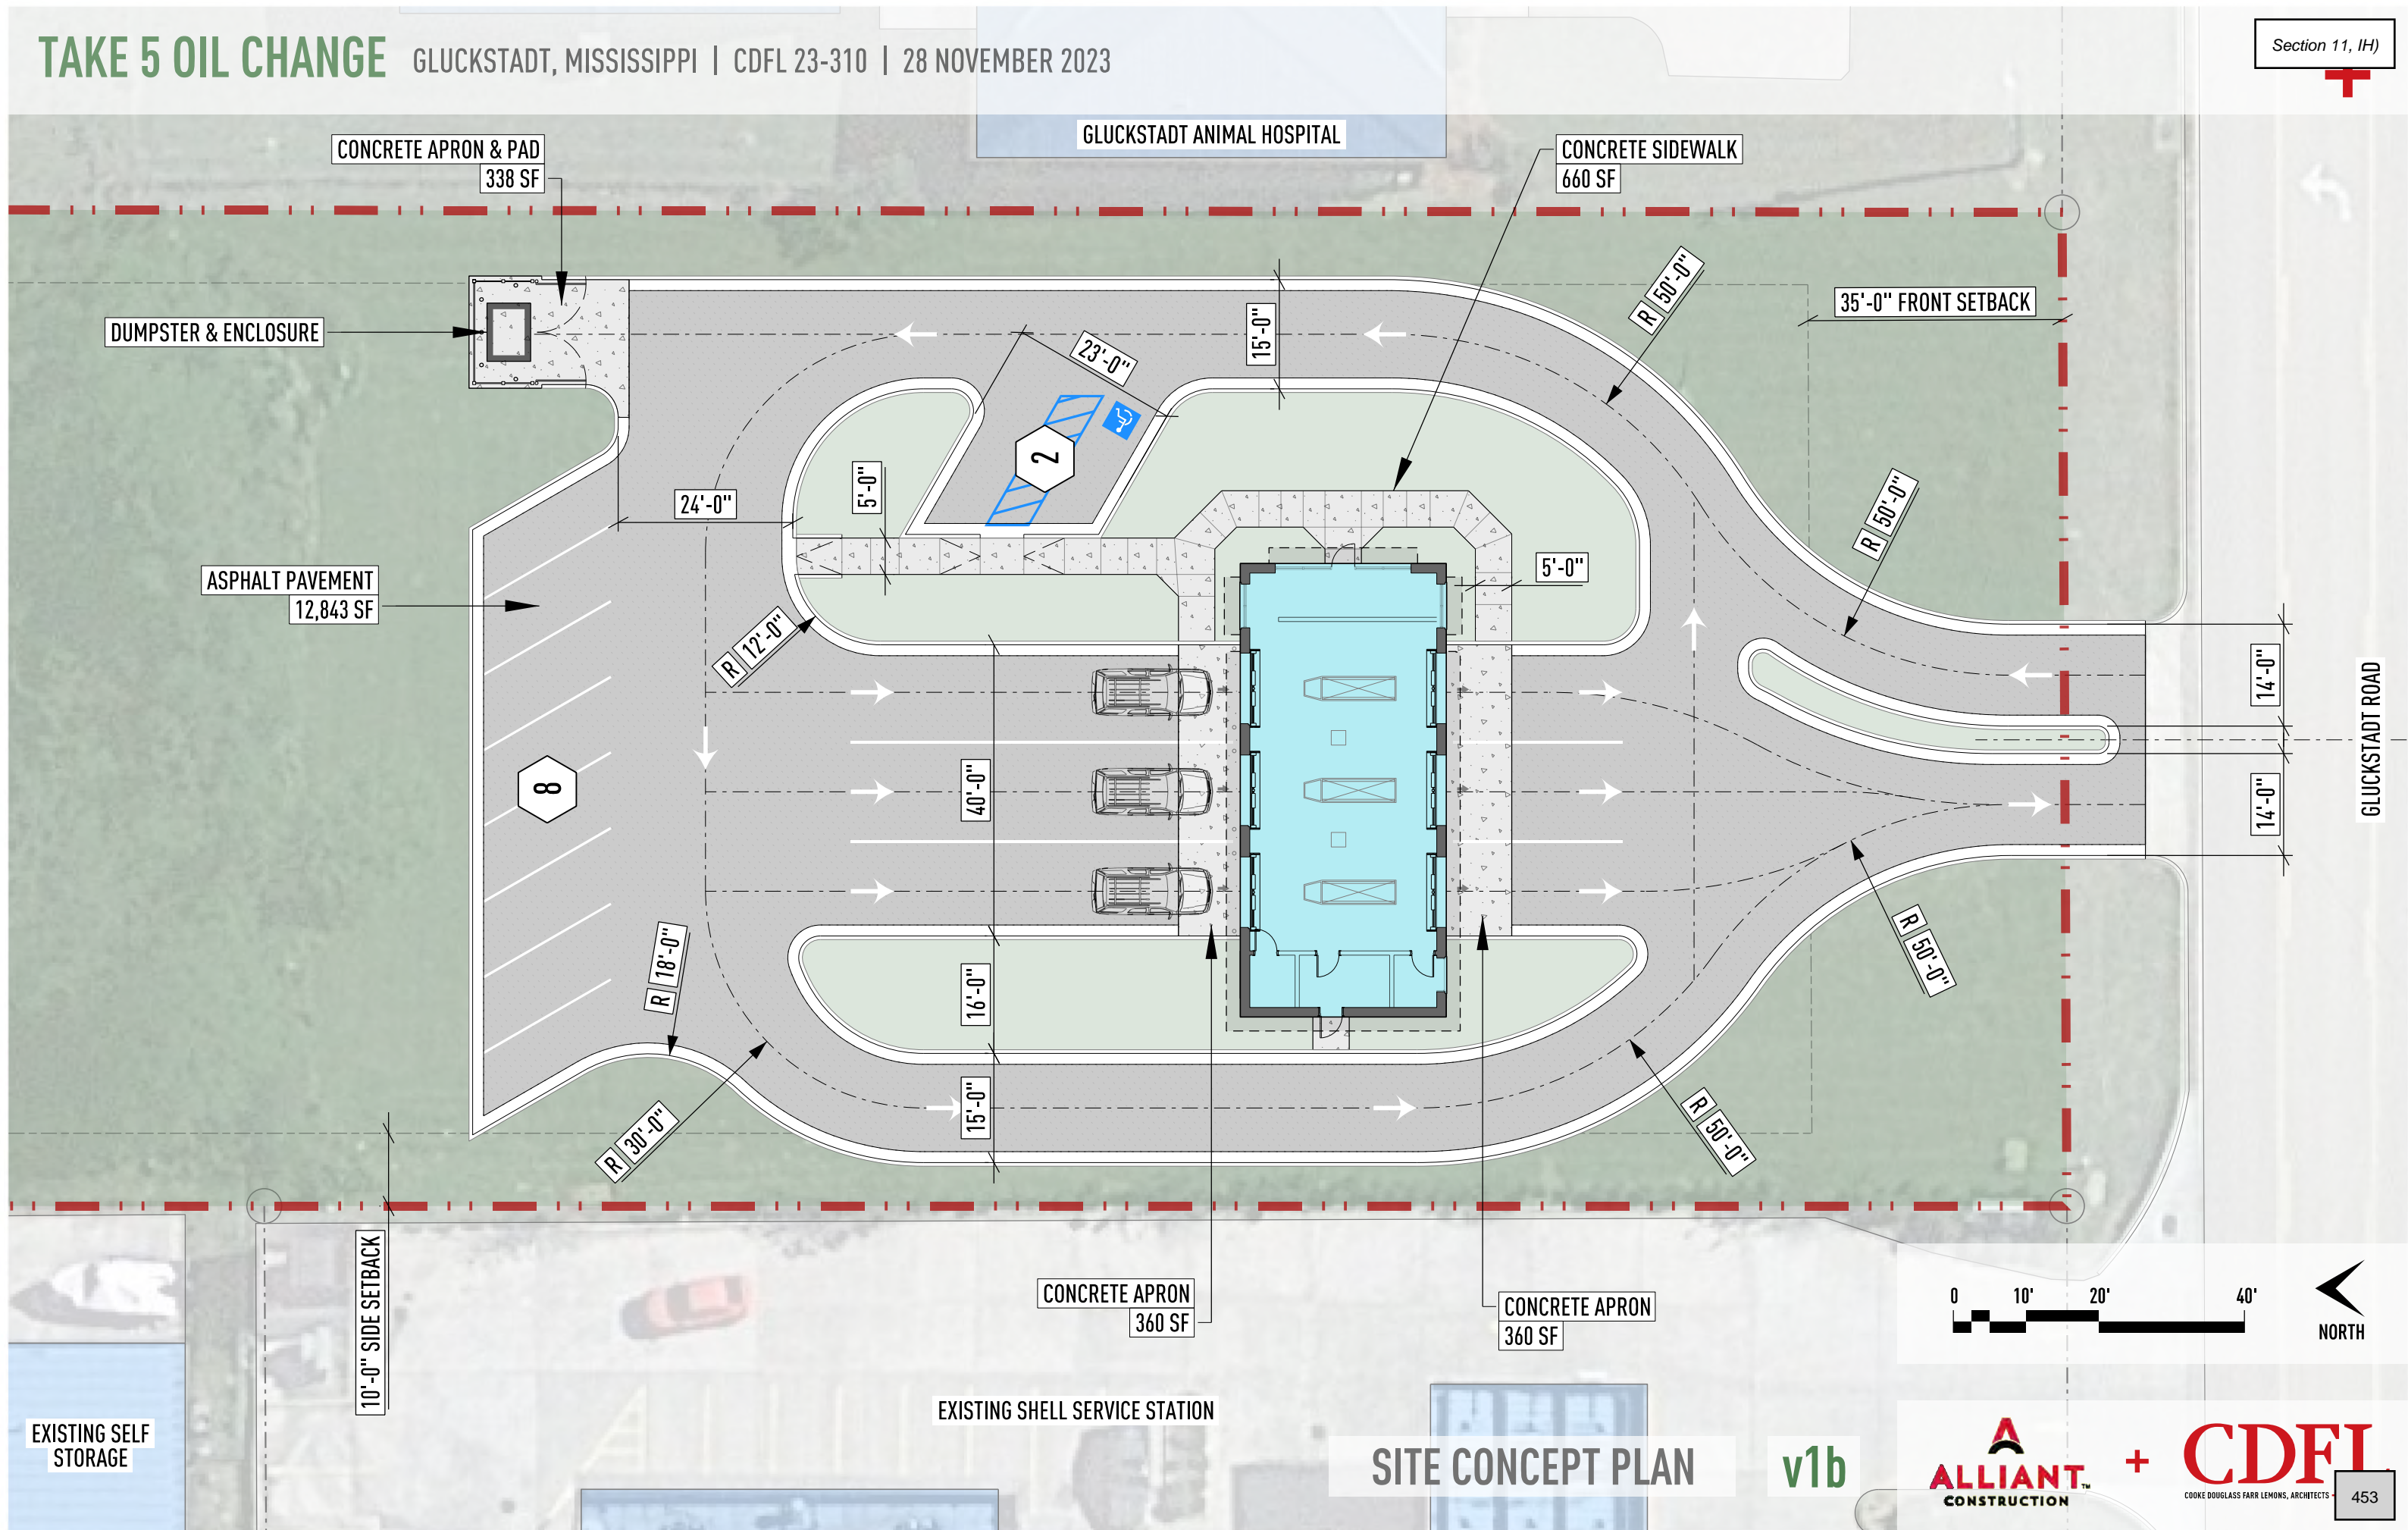 TAKE 5 OIL CHANGE
GLUCKSTADT, MISSISSIPPI | CDFL 23-310 | 28 NOVEMBER 2023
Section 11, IH)
GLUCKSTADT ANIMAL HOSPITAL
CONCRETE APRON & PAD
338 SF
CONCRETE SIDEWALK
660 SF
DUMPSTER & ENCLOSURE
35'-0" FRONT SETBACK
R 50'-0"
15'-0"
23'-0"
2
24'-0"
5'-0"
R 50'-0"
5'-0"
ASPHALT PAVEMENT
12,843 SF
R 12'-0"
14'-0"
GLUCKSTADT ROAD
8
40'-0"
14'-0"
R 18'-0"
16'-0"
R 50'-0"
15'-0"
R 30'-0"
R 50'-0"
10'-0" SIDE SETBACK
CONCRETE APRON
360 SF
CONCRETE APRON
360 SF
0 10' 20' 40'
NORTH
EXISTING SELF
STORAGE
EXISTING SHELL SERVICE STATION
SITE CONCEPT PLAN
v1b
A
ALLIANT™
CONSTRUCTION
+
CDFL
COOKE DOUGLASS FARR LEMONS, ARCHITECTS
453